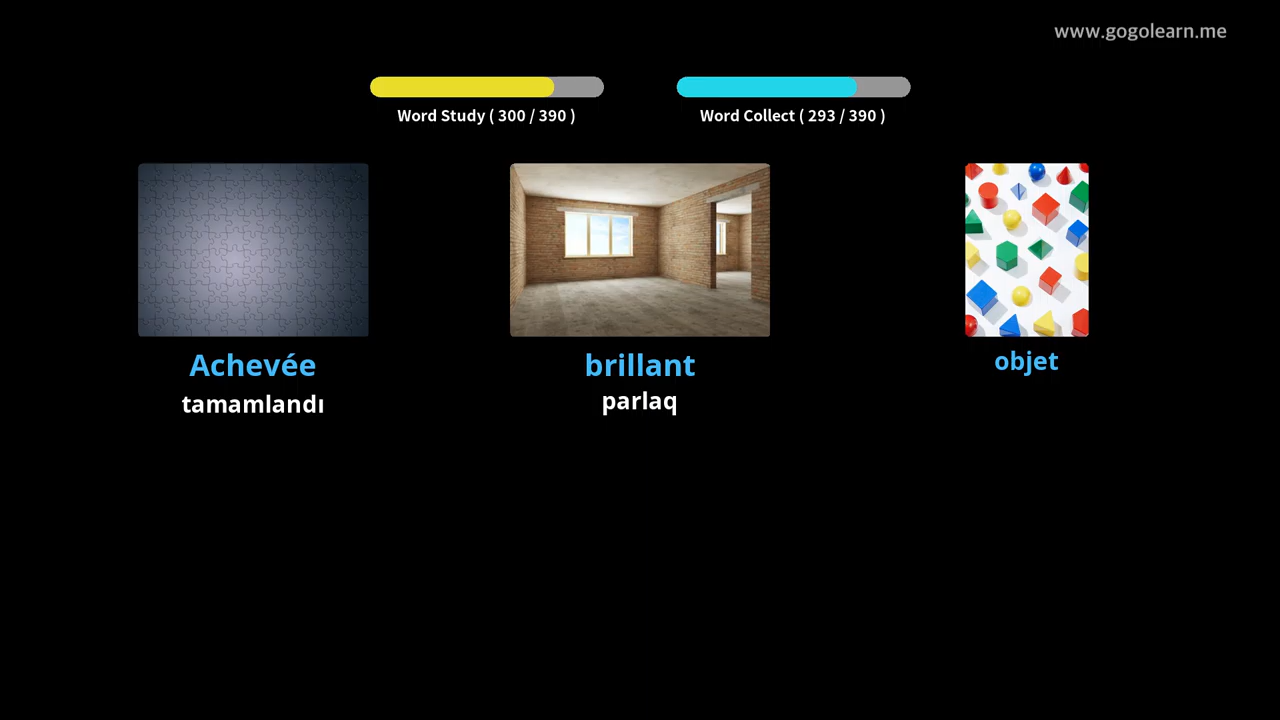 www.gogolearn.me
Word Study ( 300 / 390 )
Word Collect ( 293 / 390 )
Achevée
tamamlandı
brillant
parlaq
objet